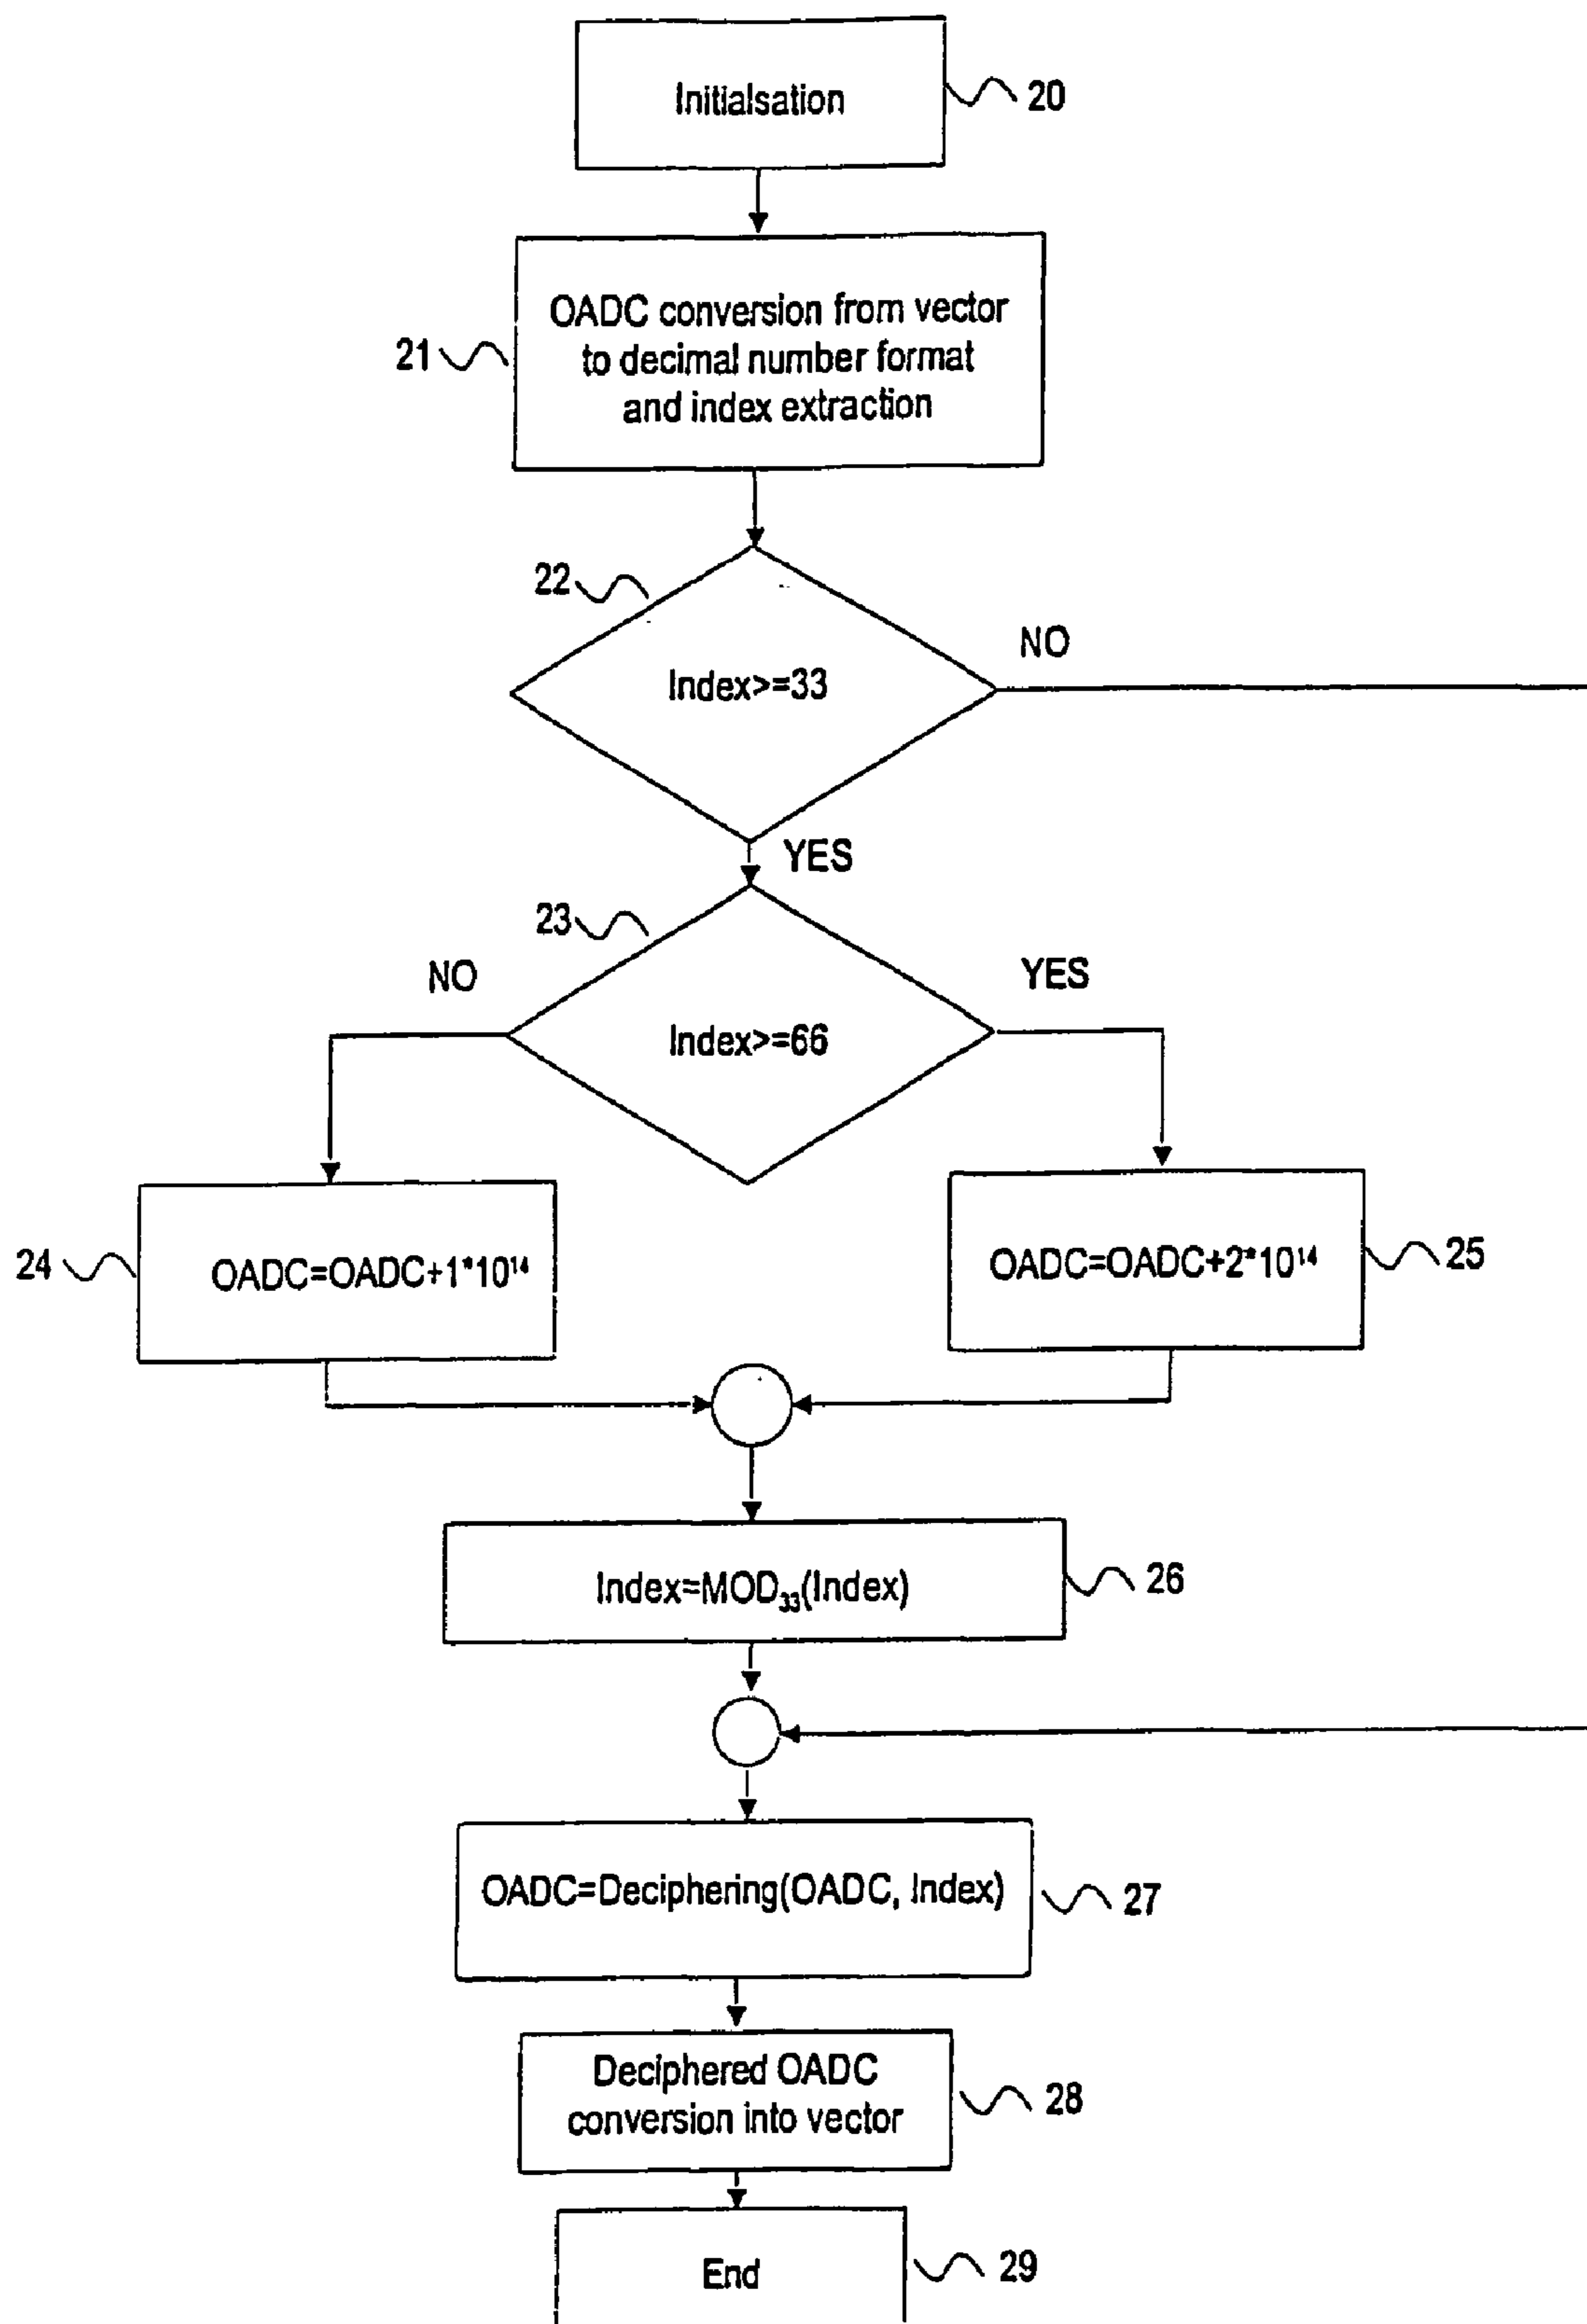 Initialsation
20
OADC conversion from vector
to decimal number format
and index extraction
21
22
NO
Index>=33
YES
23
NO
YES
Index>=66
24
OADC=OADC+1*10¹⁴
OADC=OADC+2*10¹⁴
25
Index=MOD₃₃(Index)
26
OADC=Deciphering(OADC, Index)
27
Deciphered OADC
conversion into vector
28
End
29